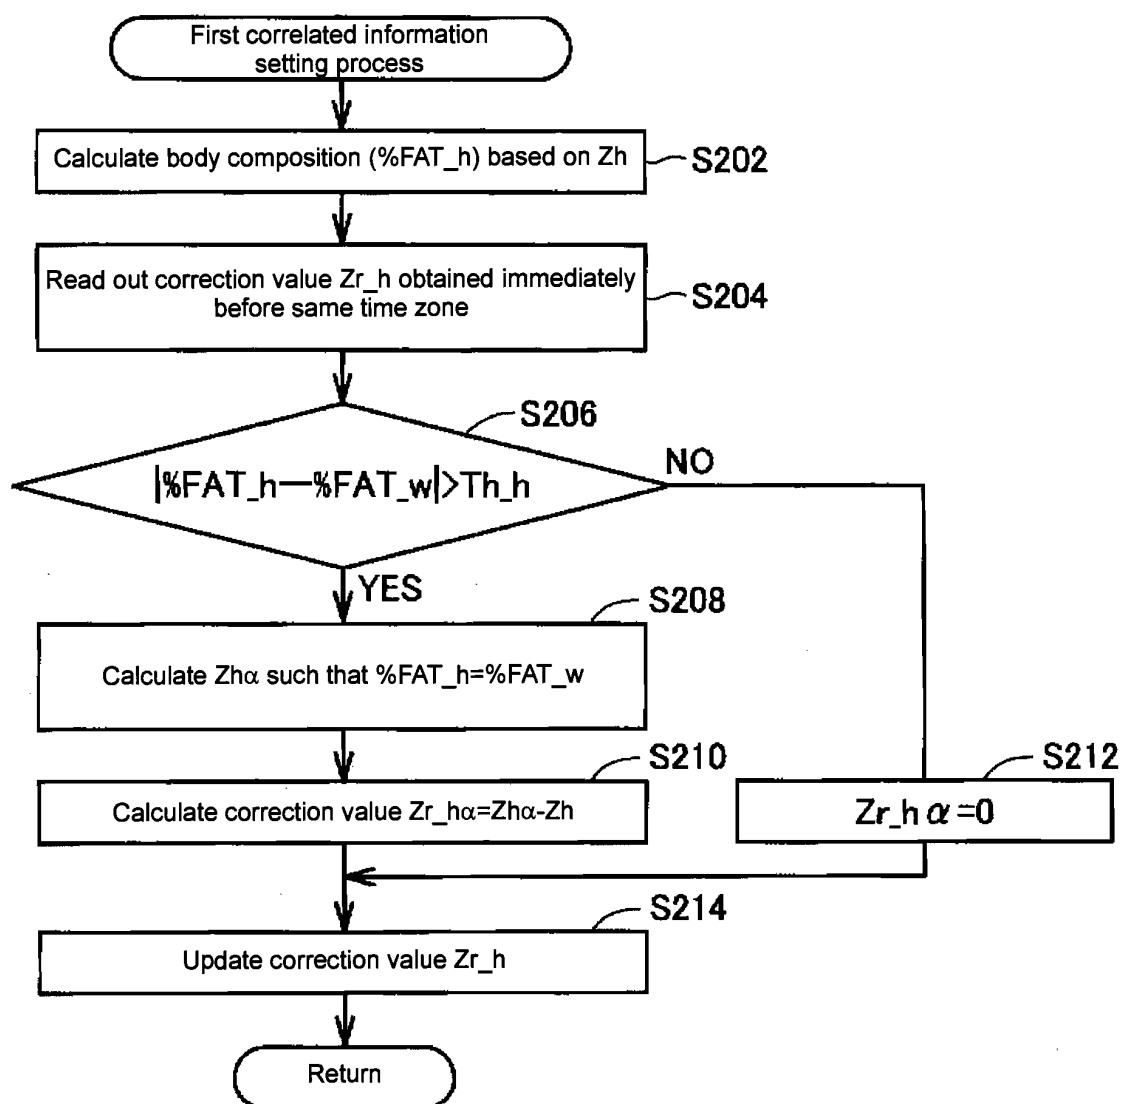 First correlated information
setting process
Calculate body composition (%FAT_h) based on Zh
S202
Read out correction value Zr_h obtained immediately
before same time zone
S204
S206
|%FAT_h—%FAT_w|>Th_h
NO
YES
S208
Calculate Zhα such that %FAT_h=%FAT_w
S210
Calculate correction value Zr_hα=Zhα-Zh
S212
Zr_h α=0
S214
Update correction value Zr_h
Return